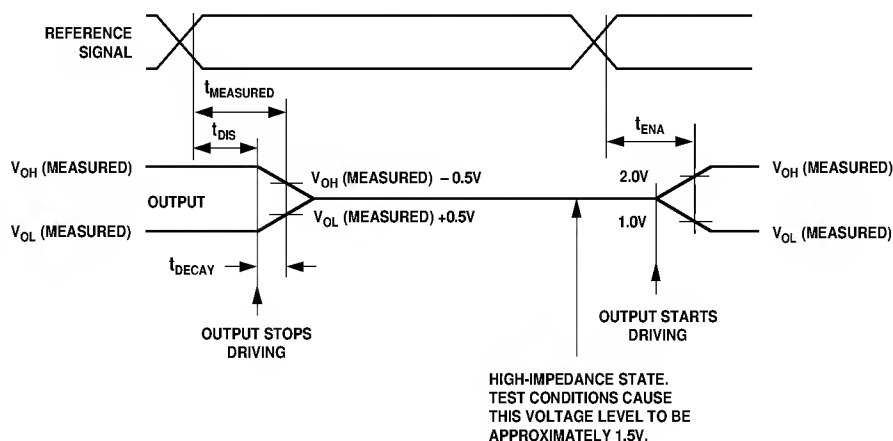 REFERENCE
SIGNAL
tMEASURED
tDIS
tENA
VOH (MEASURED)
VOH (MEASURED) – 0.5V
2.0V
VOH (MEASURED)
OUTPUT
VOL (MEASURED) +0.5V
1.0V
VOL (MEASURED)
VOL (MEASURED)
tDECAY
OUTPUT STOPS
DRIVING
OUTPUT STARTS
DRIVING
HIGH-IMPEDANCE STATE.
TEST CONDITIONS CAUSE
THIS VOLTAGE LEVEL TO BE
APPROXIMATELY 1.5V.